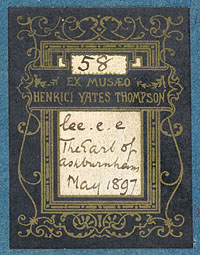 58
EX MUSÆO
HENRICI YATES THOMPSON
lee. e. e
The Earl of
Ashburnham
May 1897